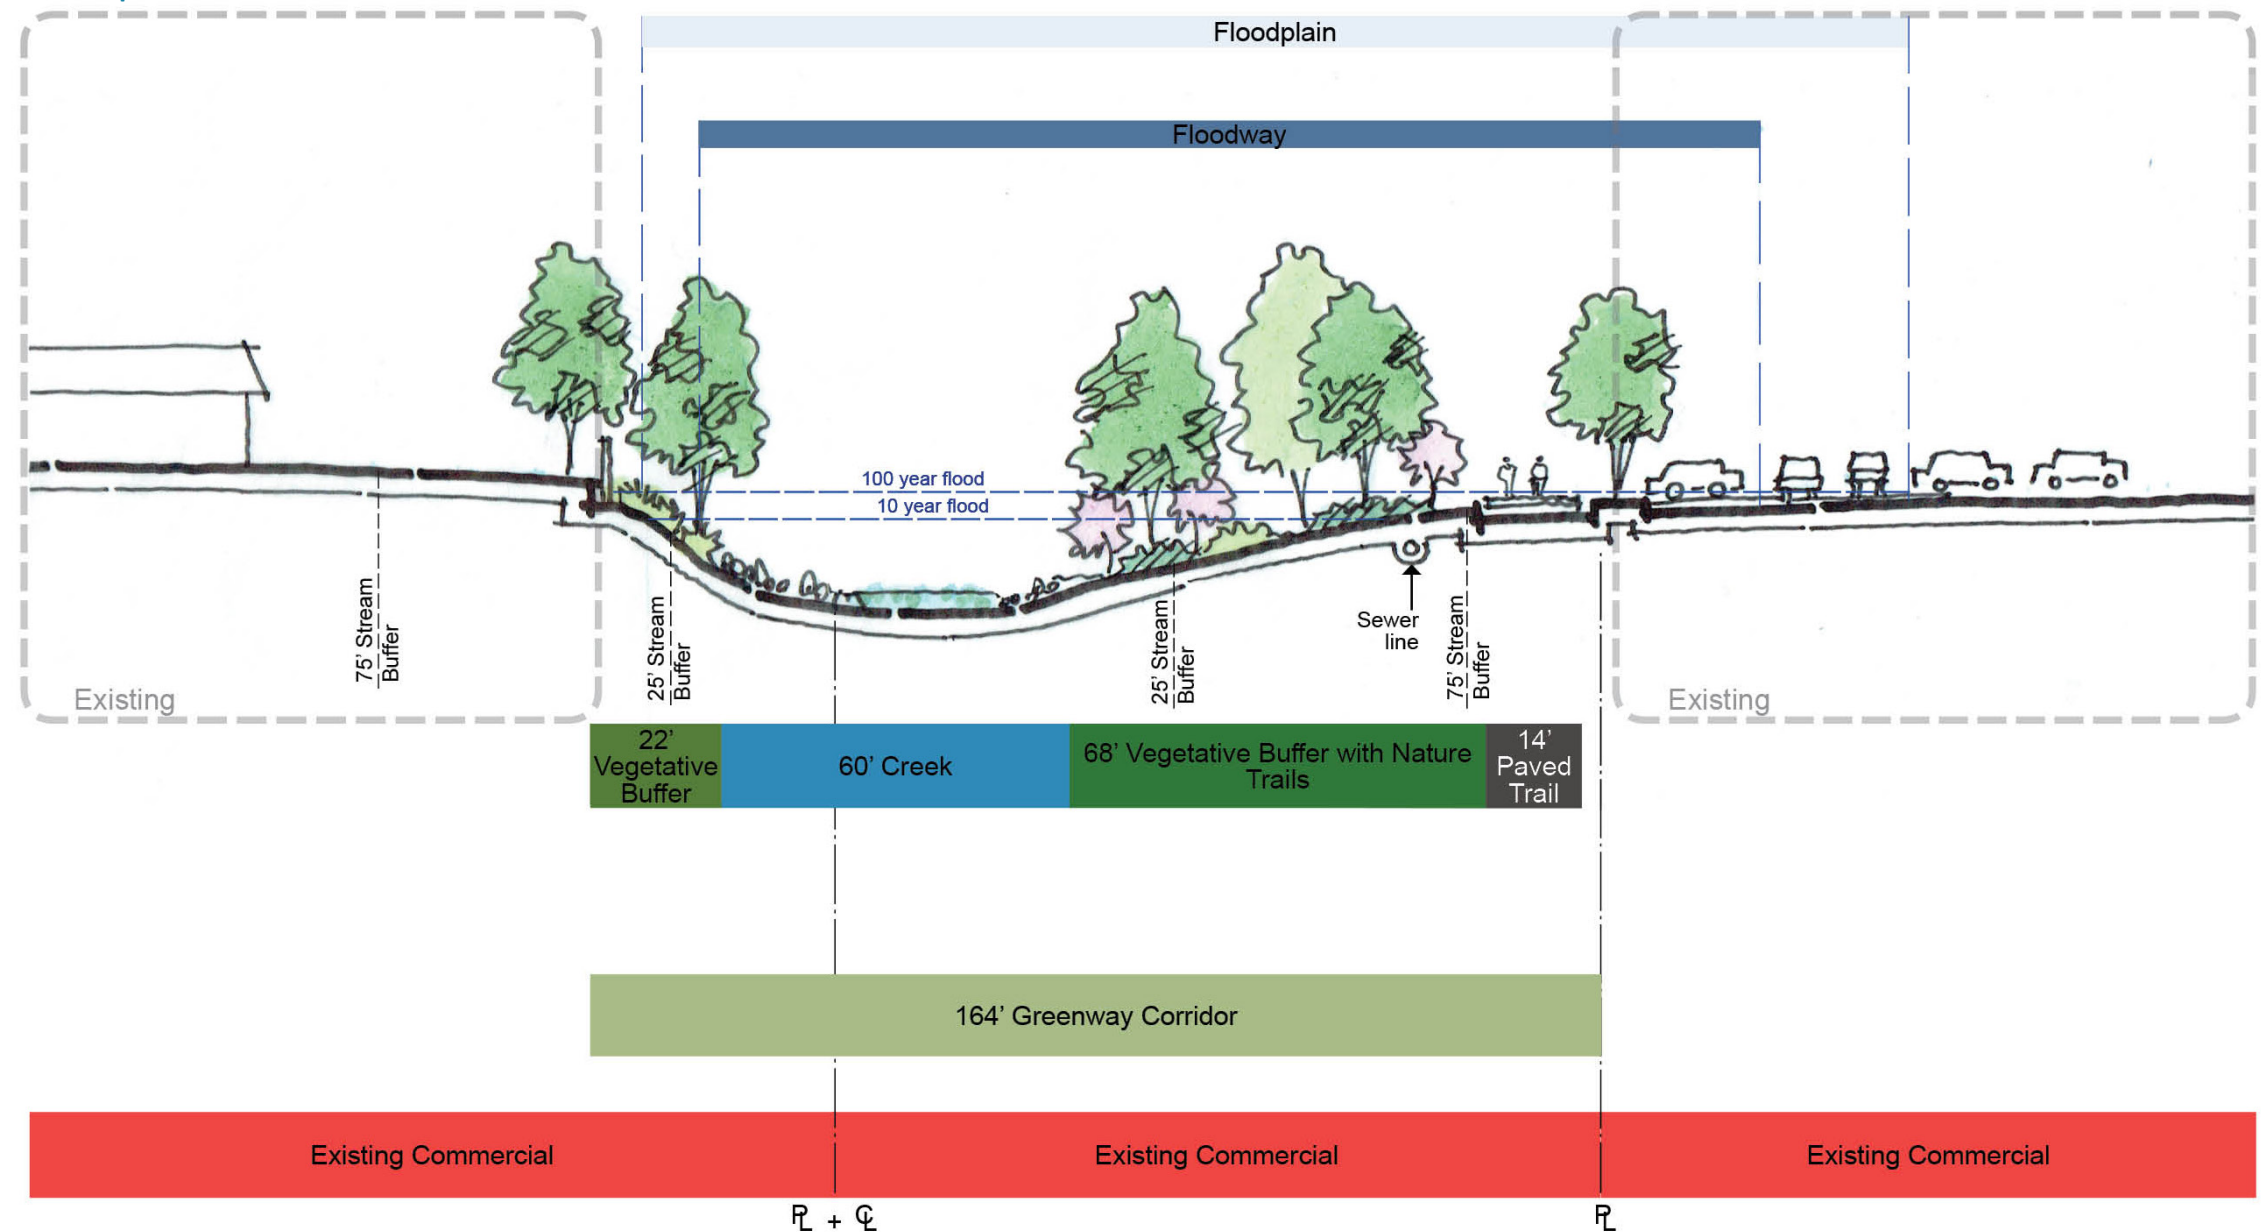 Floodplain
Floodway
100 year flood
10 year flood
75’ Stream
Buffer
25’ Stream
Buffer
25’ Stream
Buffer
Sewer
line
75’ Stream
Buffer
Existing
Existing
22’
Vegetative
Buffer
60’ Creek
68’ Vegetative Buffer with Nature
Trails
14’
Paved
Trail
164’ Greenway Corridor
Existing Commercial
Existing Commercial
Existing Commercial
PL + CL
PL